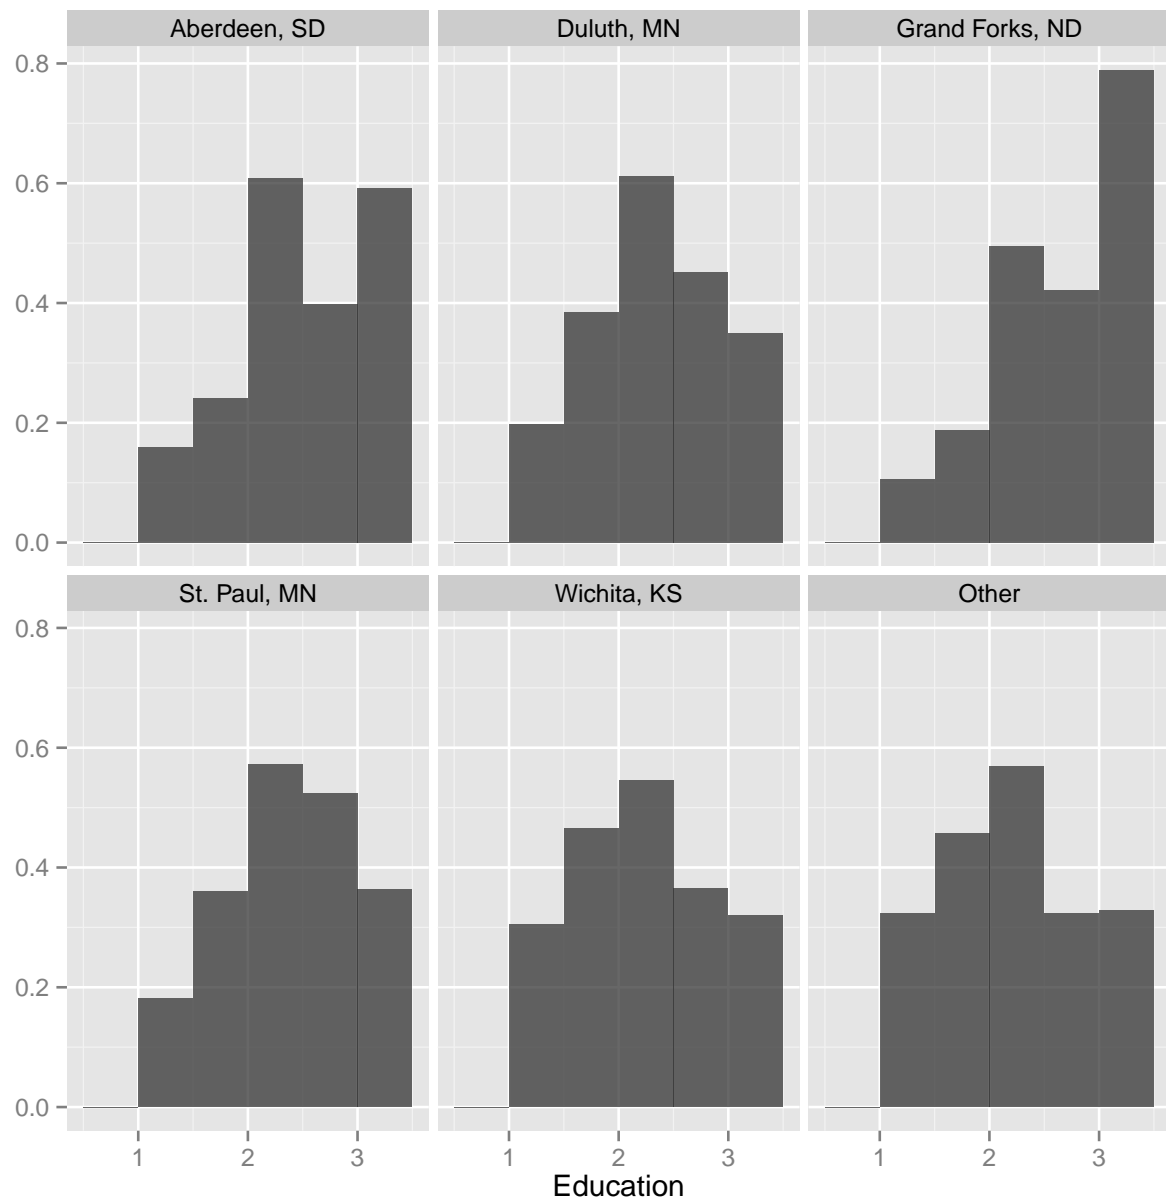 Aberdeen, SD Duluth, MN Grand Forks, ND
0.8
0.6
0.4
0.2
0.0
St. Paul, MN Wichita, KS Other
0.8
0.6
0.4
0.2
0.0
1 2 3 1 2 3 1 2 3
Education